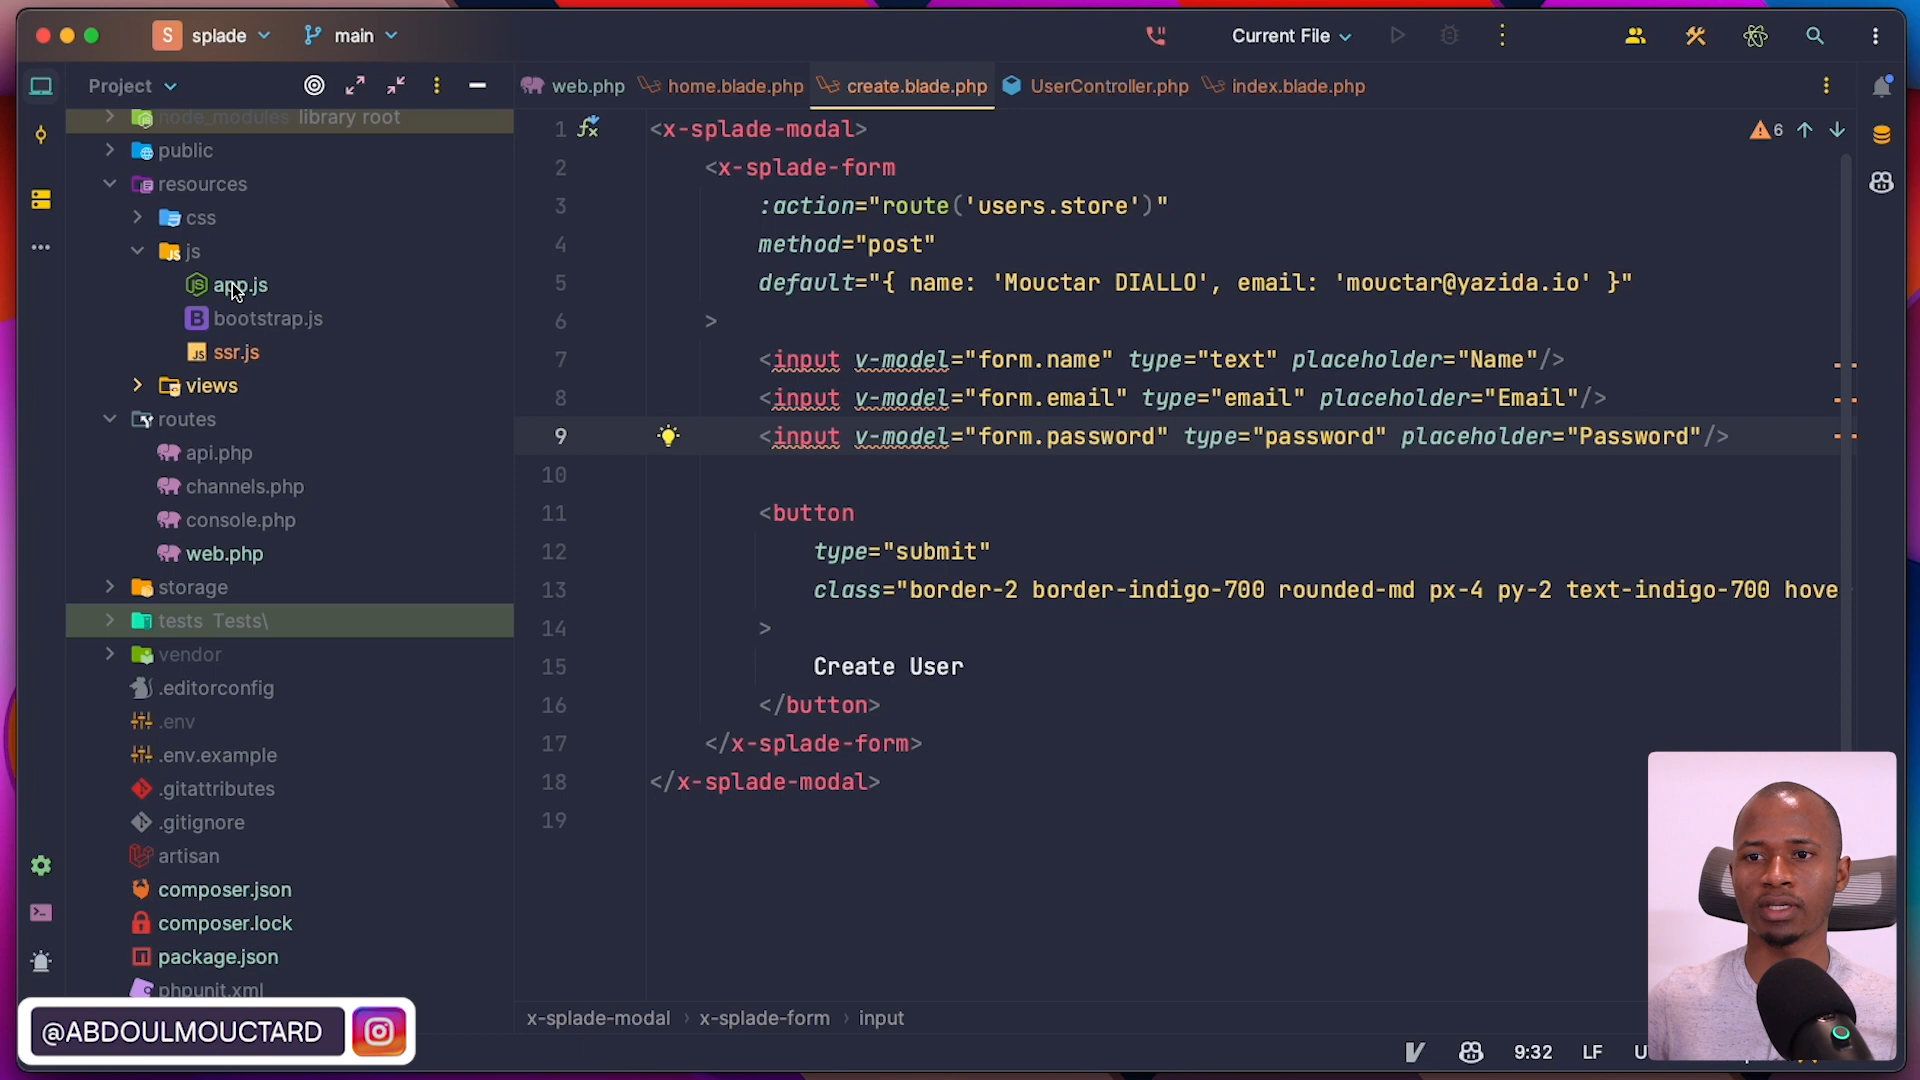 S splade main Current File
Project web.php home.blade.php create.blade.php UserController.php index.blade.php
node_modules library root
public
resources
css
js
app.js
bootstrap.js
ssr.js
views
routes
api.php
channels.php
console.php
web.php
storage
tests Tests\
vendor
.editorconfig
.env
.env.example
.gitattributes
.gitignore
artisan
composer.json
composer.lock
package.json
phpunit.xml
1 <x-splade-modal>
2 <x-splade-form
3 :action="route('users.store')"
4 method="post"
5 default="{ name: 'Mouctar DIALLO', email: 'mouctar@yazida.io' }"
6 >
7 <input v-model="form.name" type="text" placeholder="Name"/>
8 <input v-model="form.email" type="email" placeholder="Email"/>
9 <input v-model="form.password" type="password" placeholder="Password"/>
10
11 <button
12 type="submit"
13 class="border-2 border-indigo-700 rounded-md px-4 py-2 text-indigo-700 hove
14 >
15 Create User
16 </button>
17 </x-splade-form>
18 </x-splade-modal>
19
6
x-splade-modal › x-splade-form › input
@ABDOULMOUCTARD
9:32 LF U